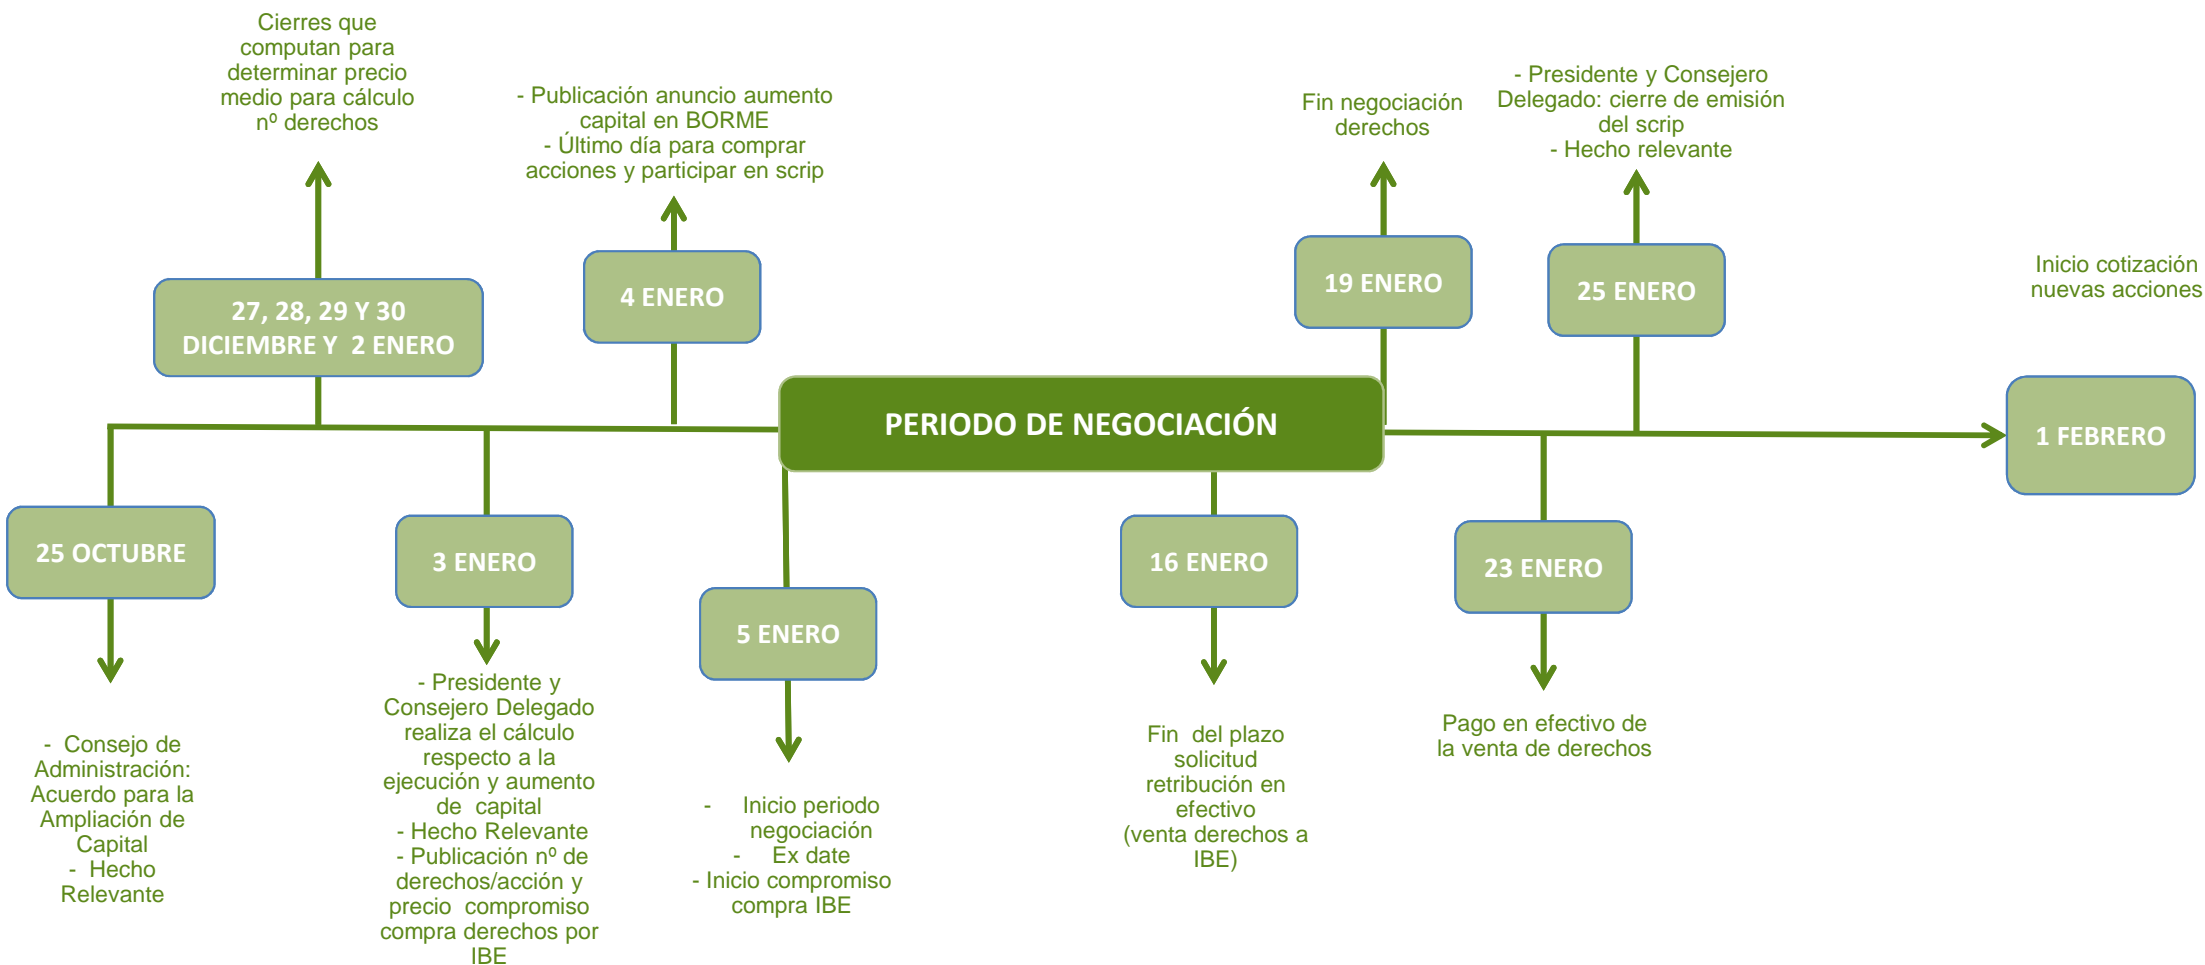 Cierres que
computan para
determinar precio
medio para cálculo
nº derechos
27, 28, 29 Y 30
DICIEMBRE Y 2 ENERO
- Publicación anuncio aumento
capital en BORME
- Último día para comprar
acciones y participar en scrip
4 ENERO
Fin negociación
derechos
19 ENERO
- Presidente y Consejero
Delegado: cierre de emisión
del scrip
- Hecho relevante
25 ENERO
Inicio cotización
nuevas acciones
1 FEBRERO
PERIODO DE NEGOCIACIÓN
25 OCTUBRE
- Consejo de
Administración:
Acuerdo para la
Ampliación de
Capital
- Hecho
Relevante
3 ENERO
- Presidente y
Consejero Delegado
realiza el cálculo
respecto a la
ejecución y aumento
de capital
- Hecho Relevante
- Publicación nº de
derechos/acción y
precio compromiso
compra derechos por
IBE
5 ENERO
- Inicio periodo
negociación
- Ex date
- Inicio compromiso
compra IBE
16 ENERO
Fin del plazo
solicitud
retribución en
efectivo
(venta derechos a
IBE)
23 ENERO
Pago en efectivo de
la venta de derechos